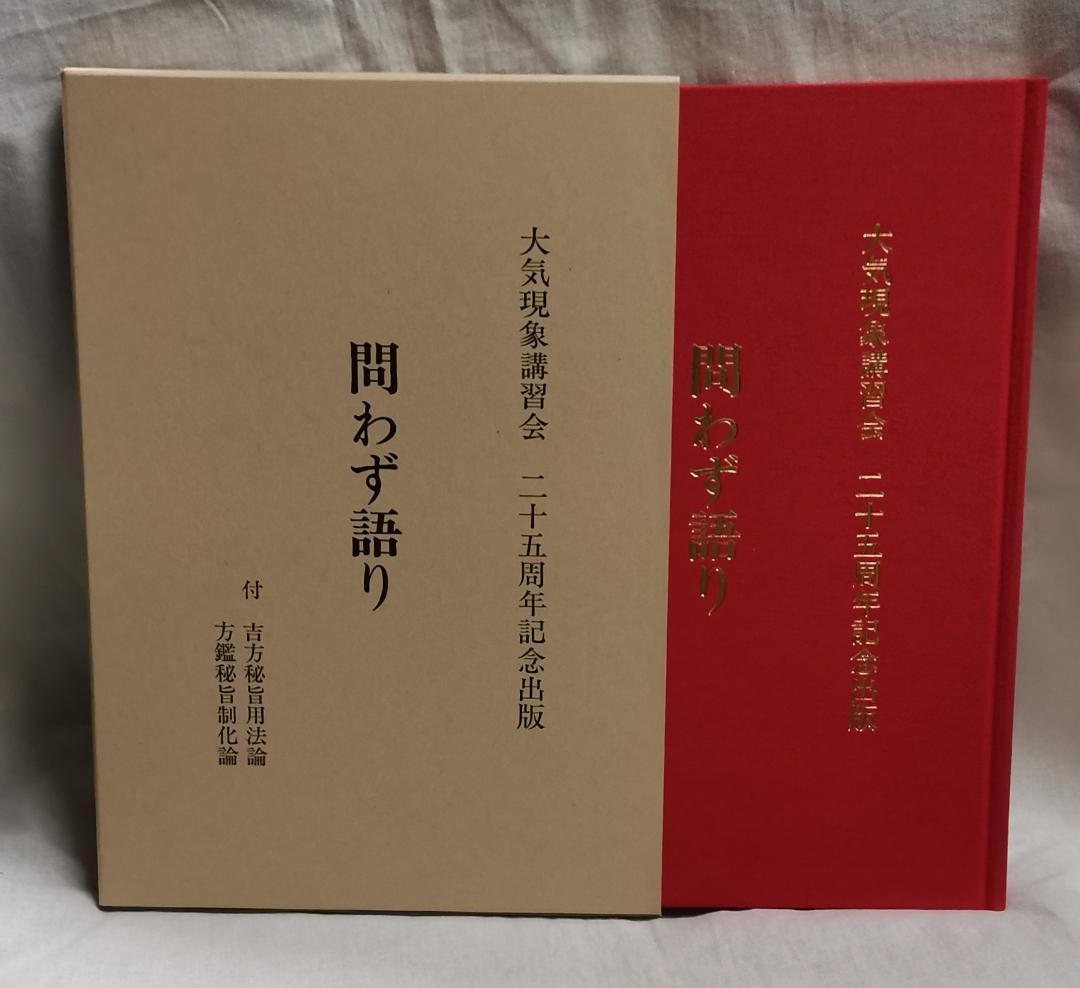 大気現象講習会　二十五周年記念出版
問わず語り
付　吉方秘旨用法論
方鑑秘旨制化論
大気現象講習会　二十五周年記念出版
問わず語り